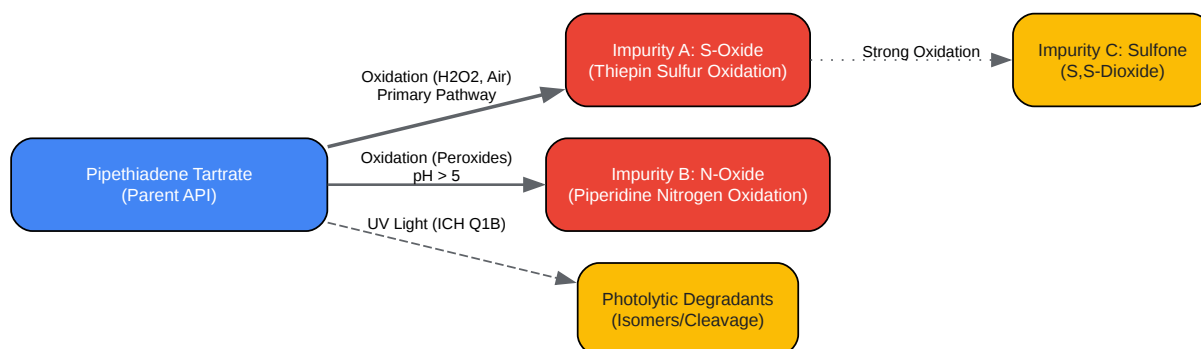 Pipethiadene Tartrate
(Parent API)
Oxidation (H2O2, Air)
Primary Pathway
Impurity A: S-Oxide
(Thiepin Sulfur Oxidation)
Strong Oxidation
Impurity C: Sulfone
(S,S-Dioxide)
Oxidation (Peroxides)
pH > 5
Impurity B: N-Oxide
(Piperidine Nitrogen Oxidation)
UV Light (ICH Q1B)
Photolytic Degradants
(Isomers/Cleavage)